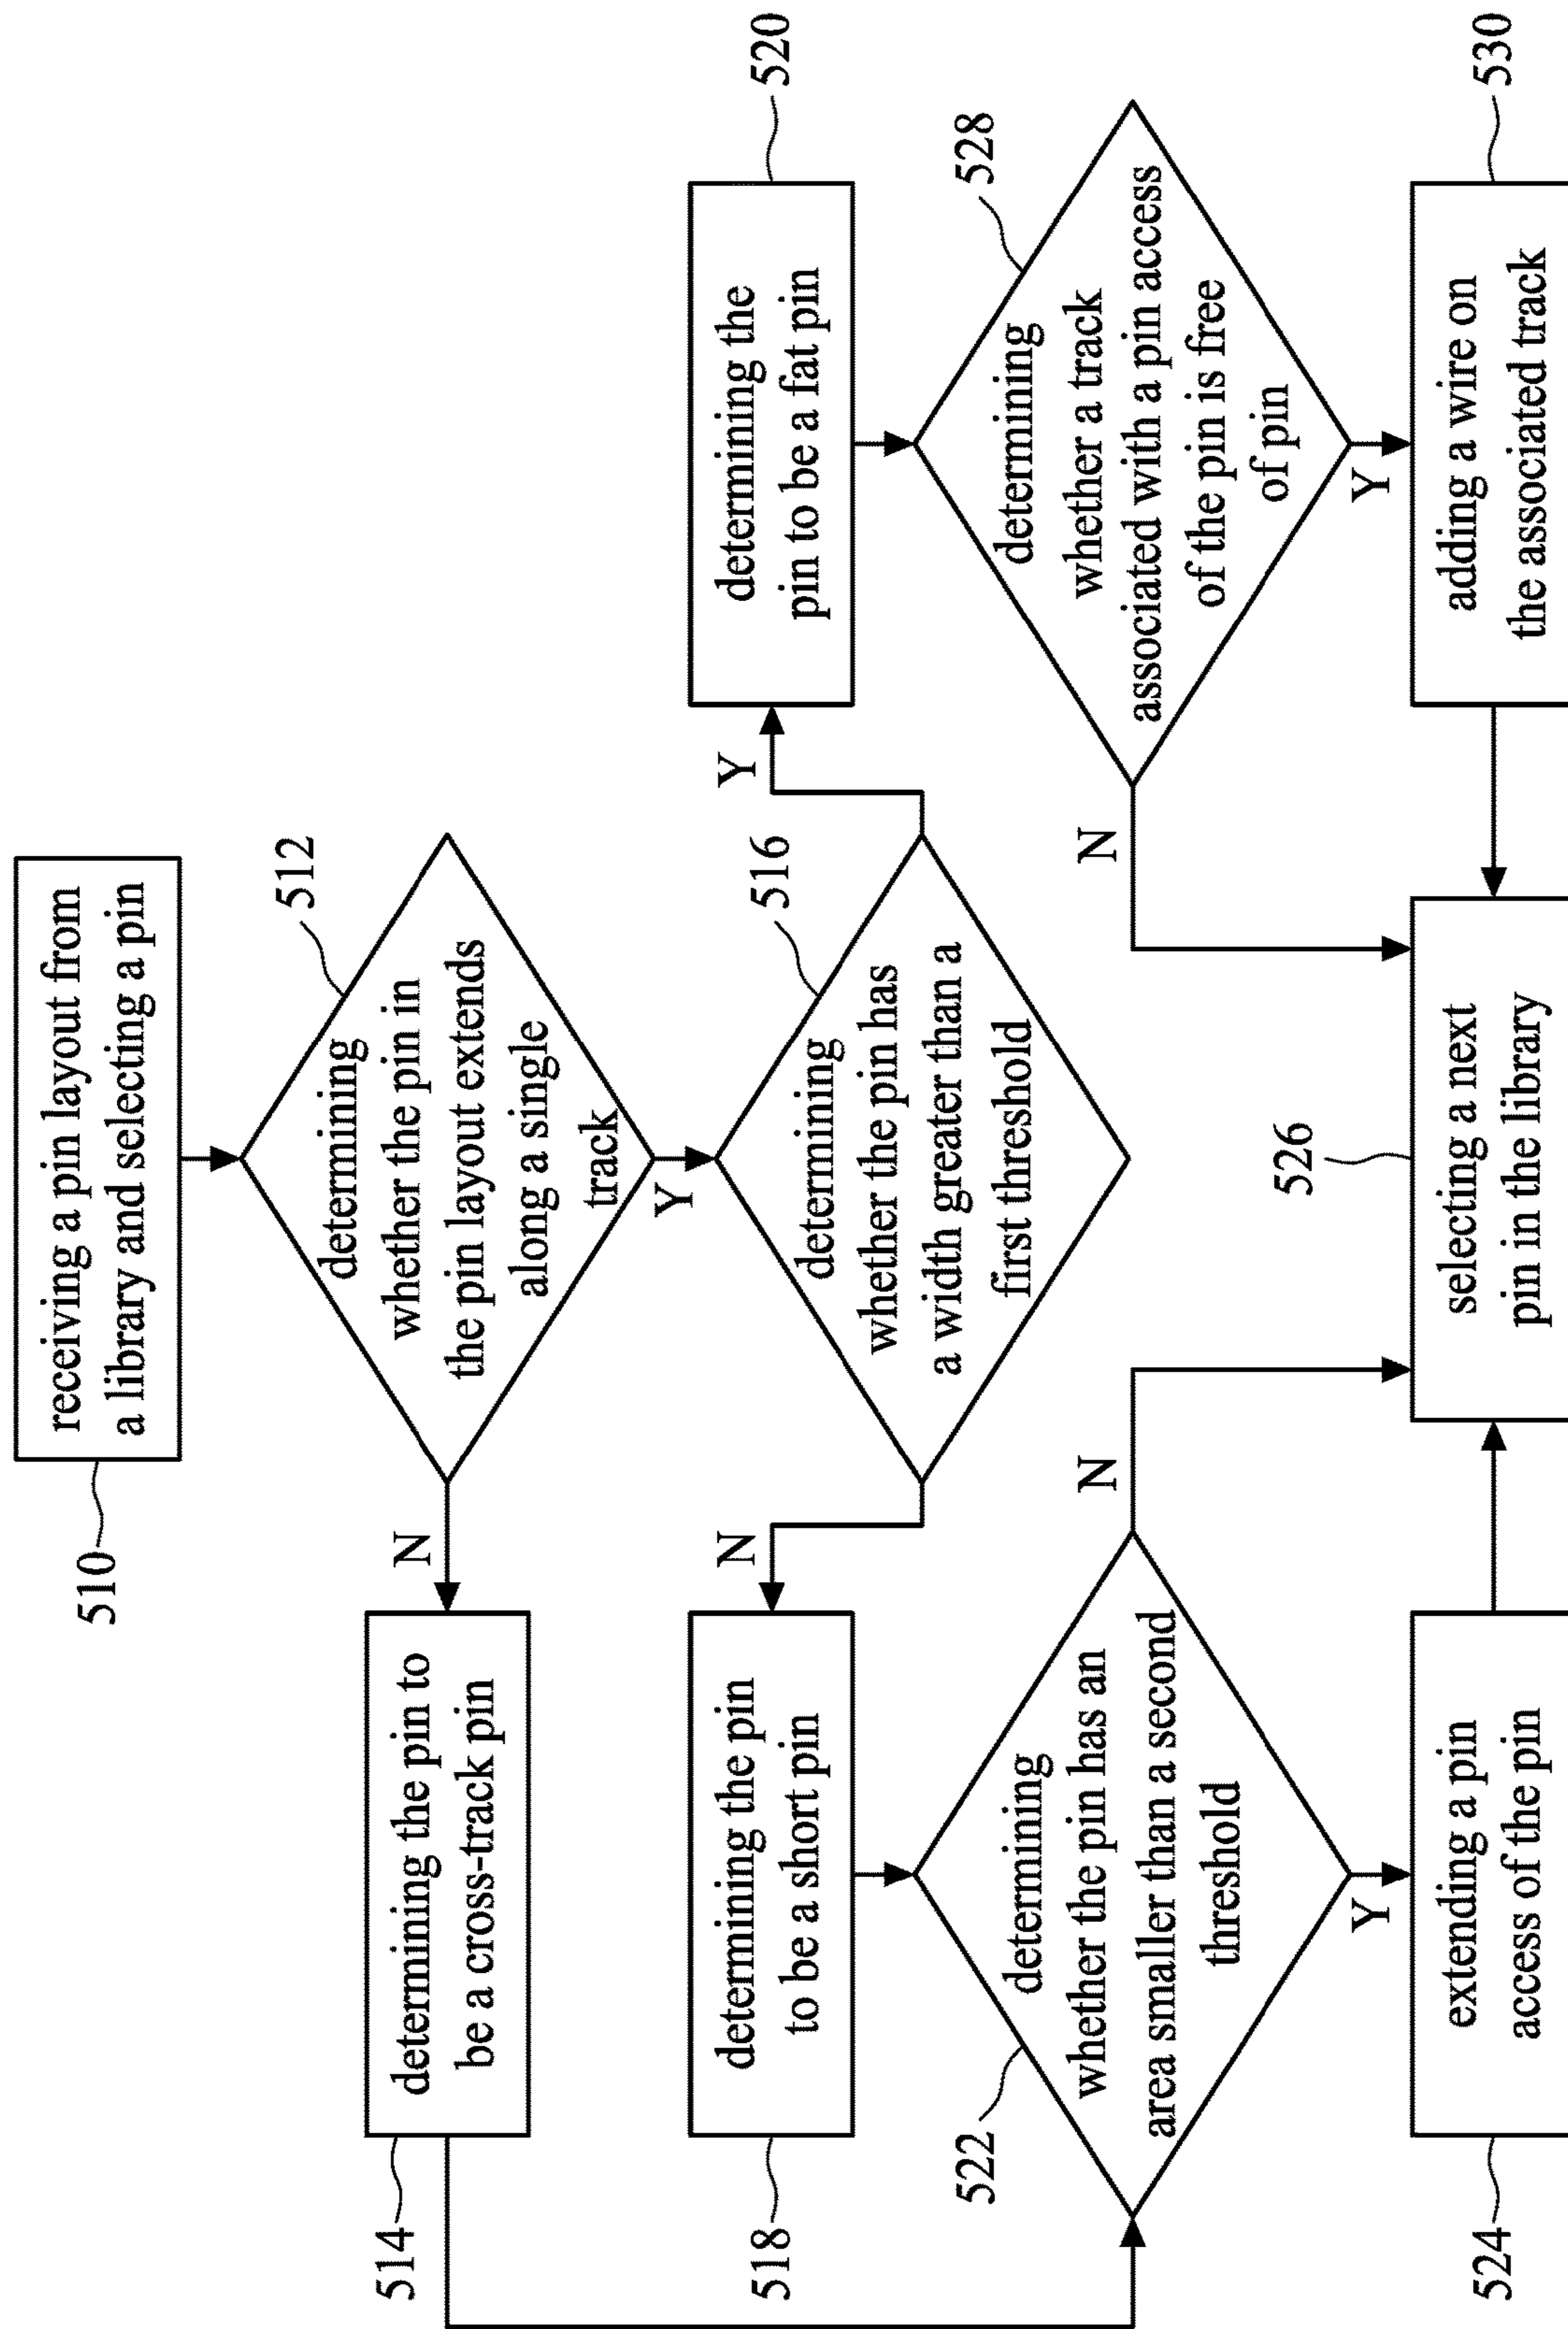 receiving a pin layout from
a library and selecting a pin
510
determining
whether the pin in
the pin layout extends
along a single
track
512
N
Y
determining the pin to
be a cross-track pin
514
determining
whether the pin has
a width greater than a
first threshold
516
N
Y
determining the pin
to be a short pin
518
determining the
pin to be a fat pin
520
determining
whether the pin has an
area smaller than a second
threshold
522
N
Y
determining
whether a track
associated with a pin access
of the pin is free
of pin
528
N
Y
extending a pin
access of the pin
524
selecting a next
pin in the library
526
adding a wire on
the associated track
530